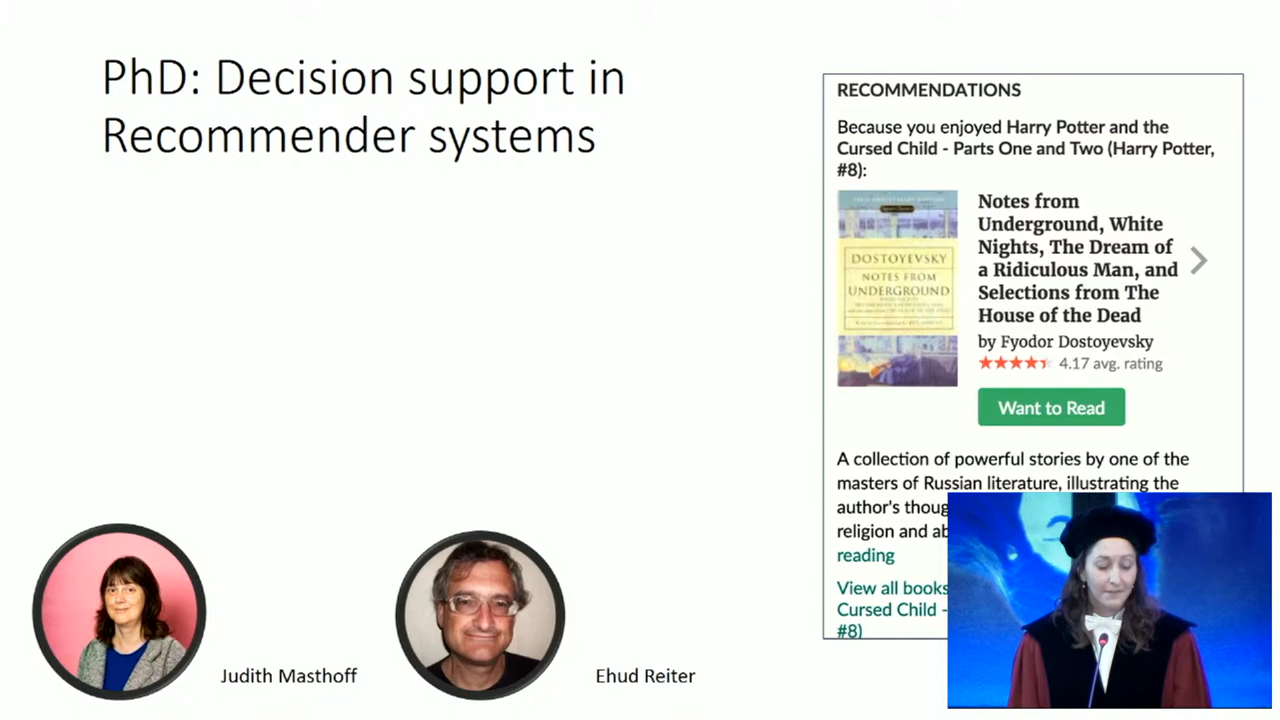 PhD: Decision support in
Recommender systems
RECOMMENDATIONS
Because you enjoyed Harry Potter and the
Cursed Child - Parts One and Two (Harry Potter,
#8):
DOSTOYEVSKY
NOTES FROM
UNDERGROUND
Notes from
Underground, White
Nights, The Dream of
a Ridiculous Man, and
Selections from The
House of the Dead
by Fyodor Dostoyevsky
4.17 avg. rating
Want to Read
A collection of powerful stories by one of the
masters of Russian literature, illustrating the
author's thoug
religion and ab
reading
View all books
Cursed Child -
#8)
Judith Masthoff
Ehud Reiter